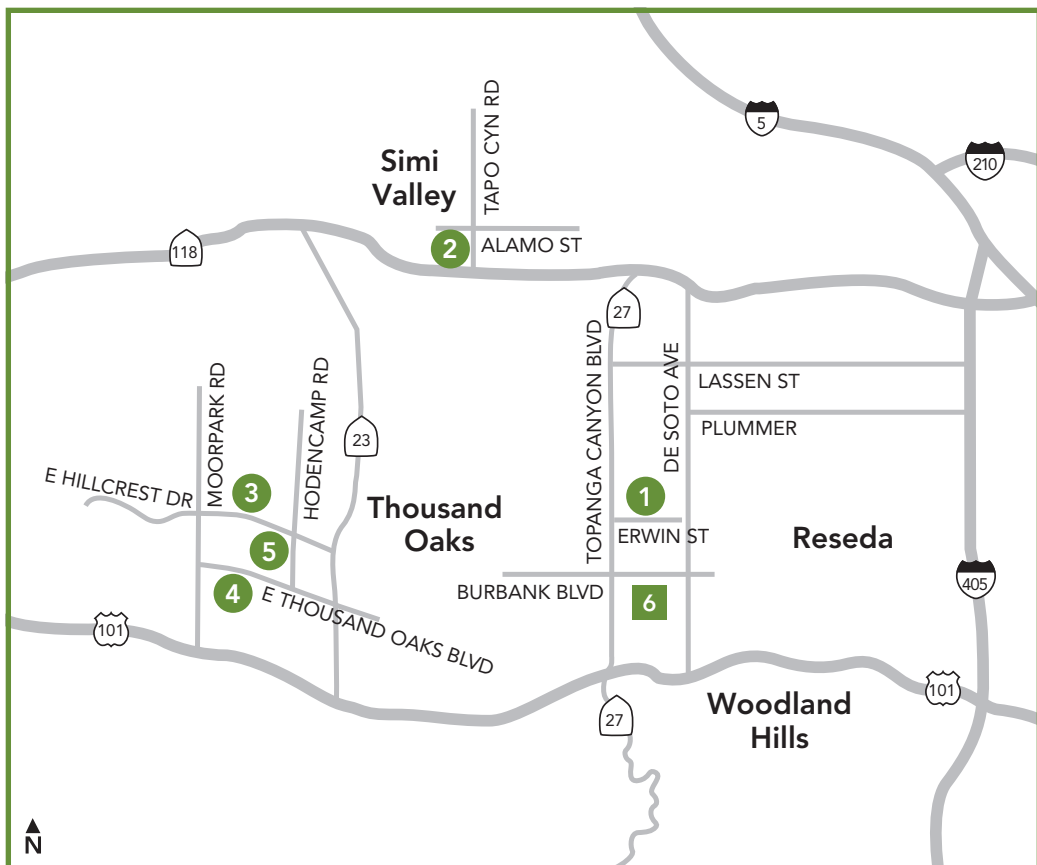 5
210
TAPO CYN RD
Simi
Valley
2
ALAMO ST
118
27
TOPANGA CANYON BLVD
DE SOTO AVE
LASSEN ST
PLUMMER
MOORPARK RD
HODENCAMP RD
23
E HILLCREST DR
3
Thousand
Oaks
1
ERWIN ST
Reseda
5
4
E THOUSAND OAKS BLVD
BURBANK BLVD
6
405
101
101
Woodland
Hills
27
N